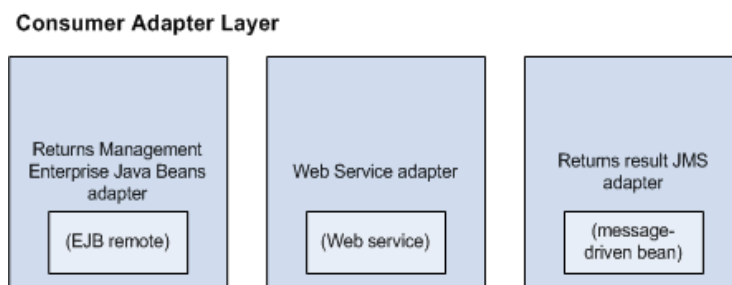 Consumer Adapter Layer
Returns Management
Enterprise Java Beans
adapter
(EJB remote)
Web Service adapter
(Web service)
Returns result JMS
adapter
(message-
driven bean)